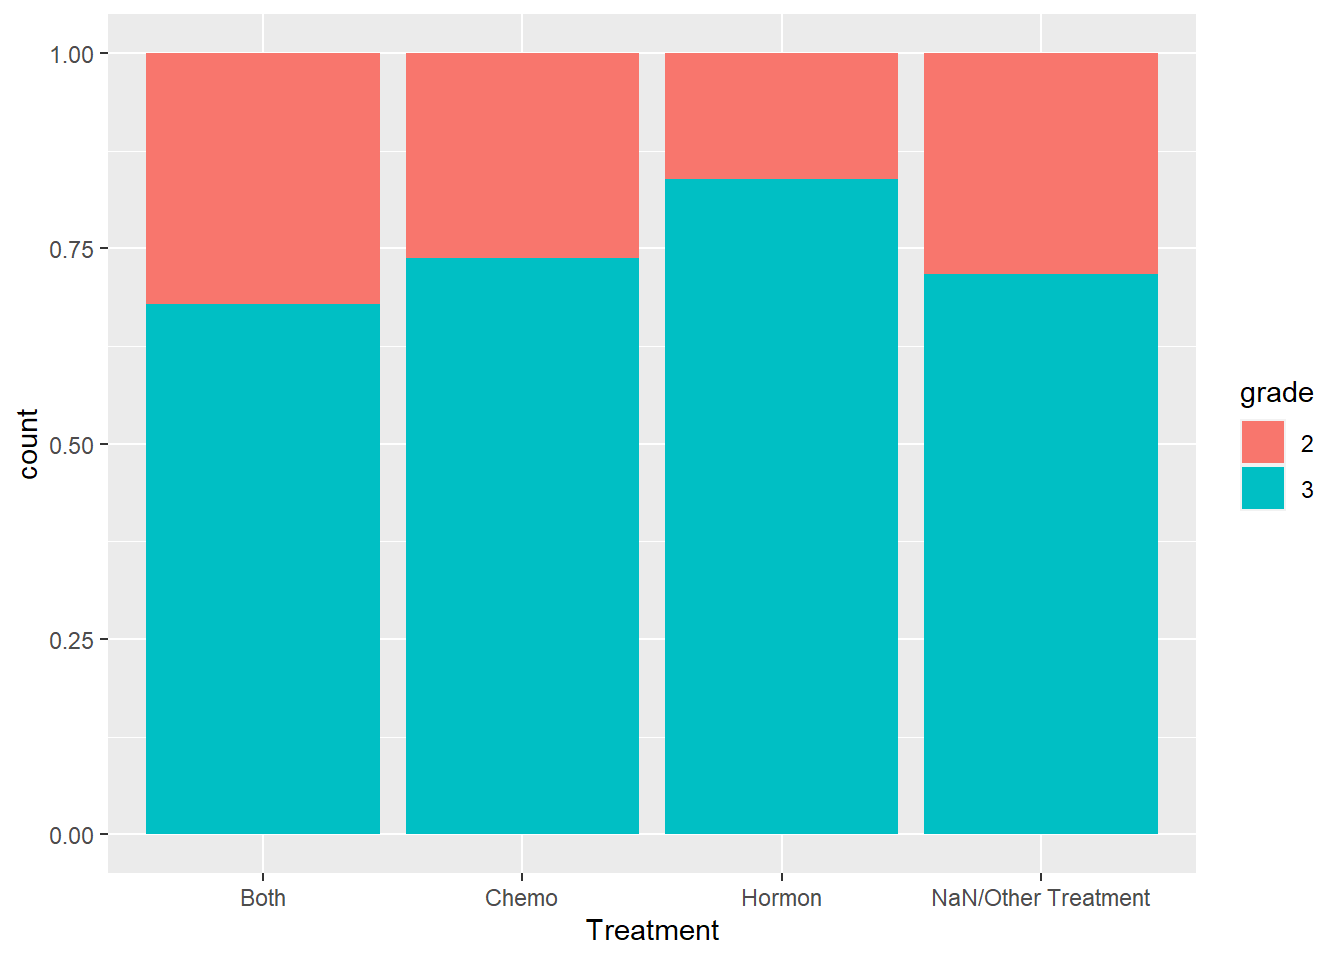 1.00
0.75
0.50
0.25
0.00
count
Both
Chemo
Hormon
NaN/Other Treatment
Treatment
grade
2
3